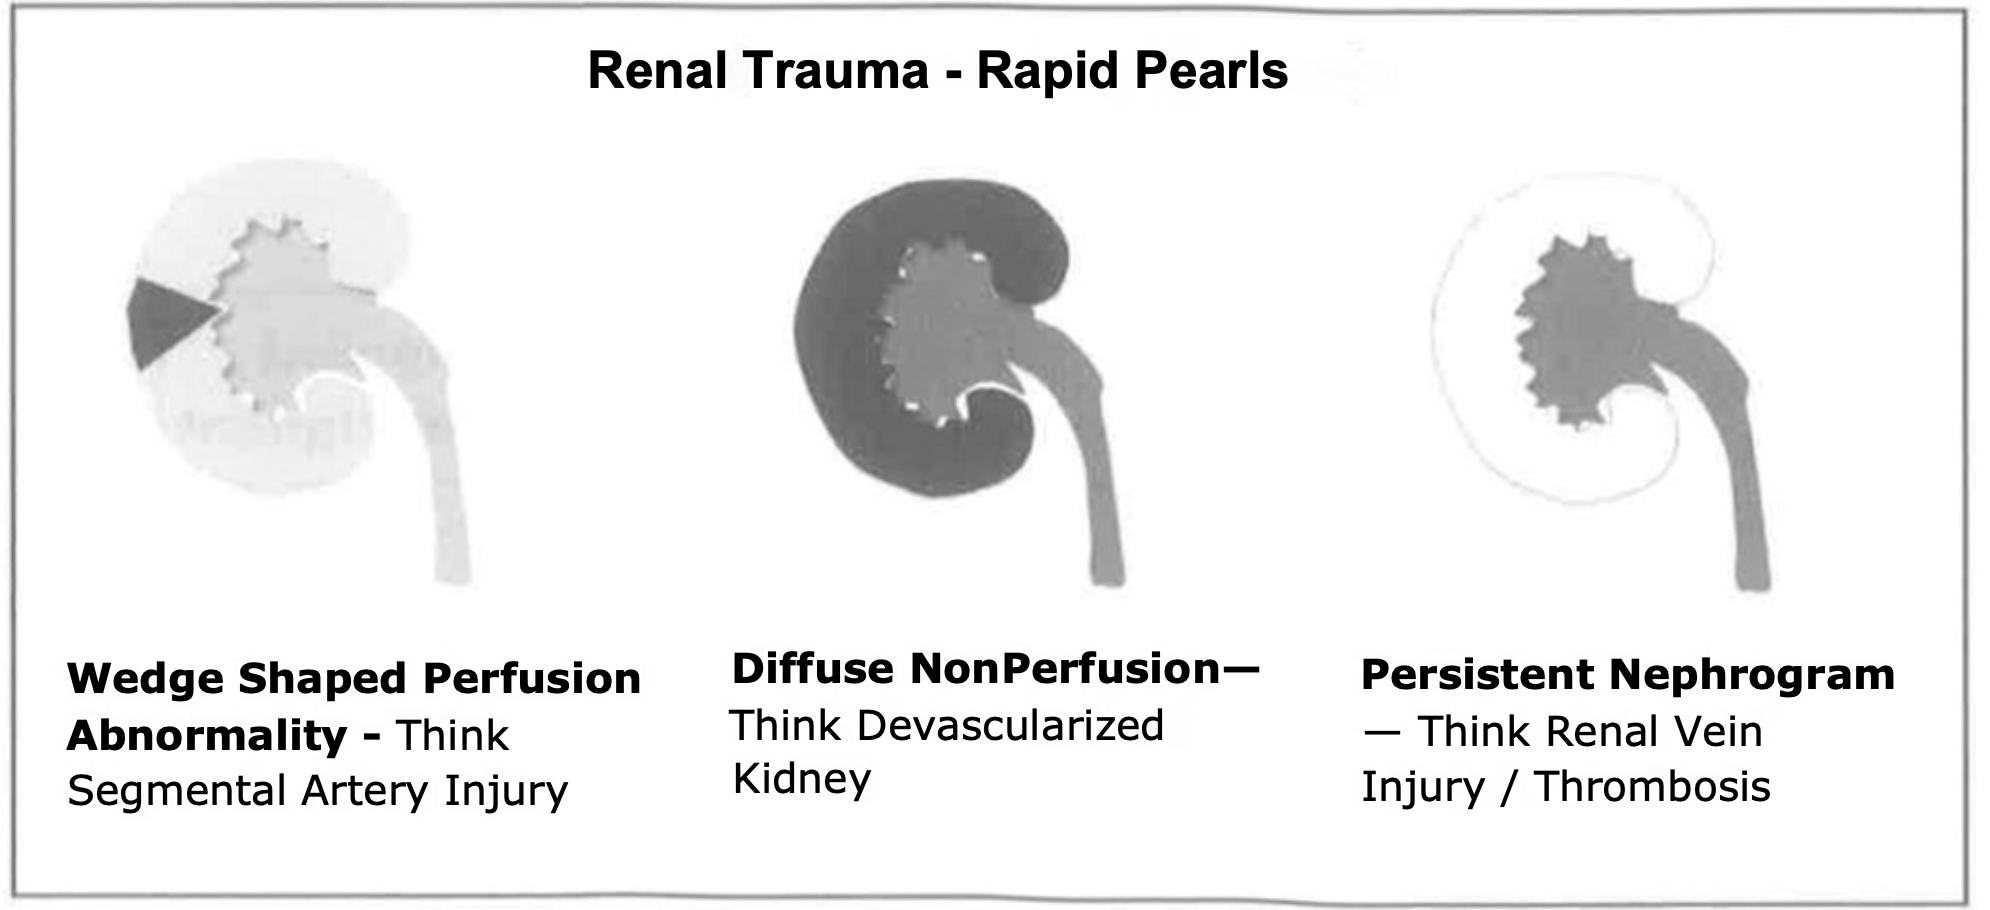 Renal Trauma - Rapid Pearls
Wedge Shaped Perfusion
Abnormality - Think
Segmental Artery Injury
Diffuse NonPerfusion—
Think Devascularized
Kidney
Persistent Nephrogram
— Think Renal Vein
Injury / Thrombosis